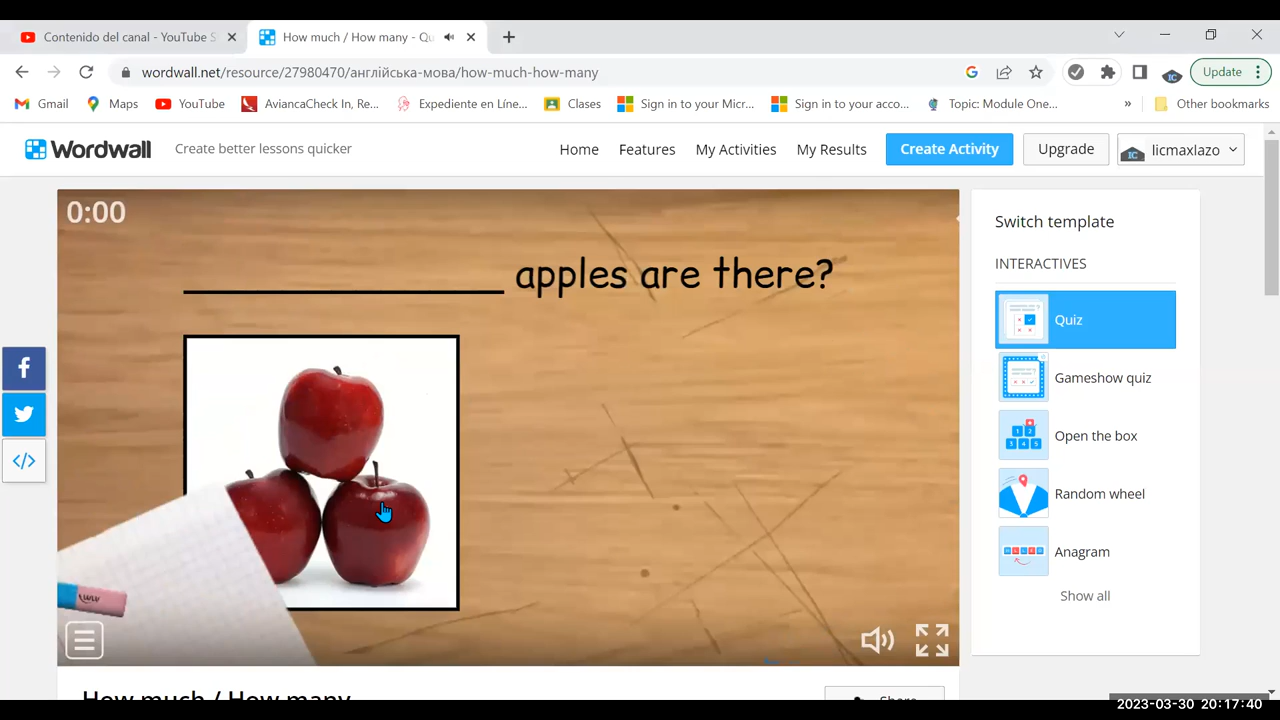 Contenido del canal - YouTube S
How much / How many - Qu
wordwall.net/resource/27980470/англійська-мова/how-much-how-many
Update
Gmail
Maps
YouTube
AviancaCheck In, Re...
Expediente en Líne...
Clases
Sign in to your Micr...
Sign in to your acco...
Topic: Module One...
»
Other bookmarks
Wordwall
Create better lessons quicker
Home
Features
My Activities
My Results
Create Activity
Upgrade
IC
licmaxlazo
0:00
____________ apples are there?
LULU
Switch template
INTERACTIVES
Quiz
Gameshow quiz
Open the box
Random wheel
Anagram
Show all
How much / How many
Share
2023-03-30 20:17:40